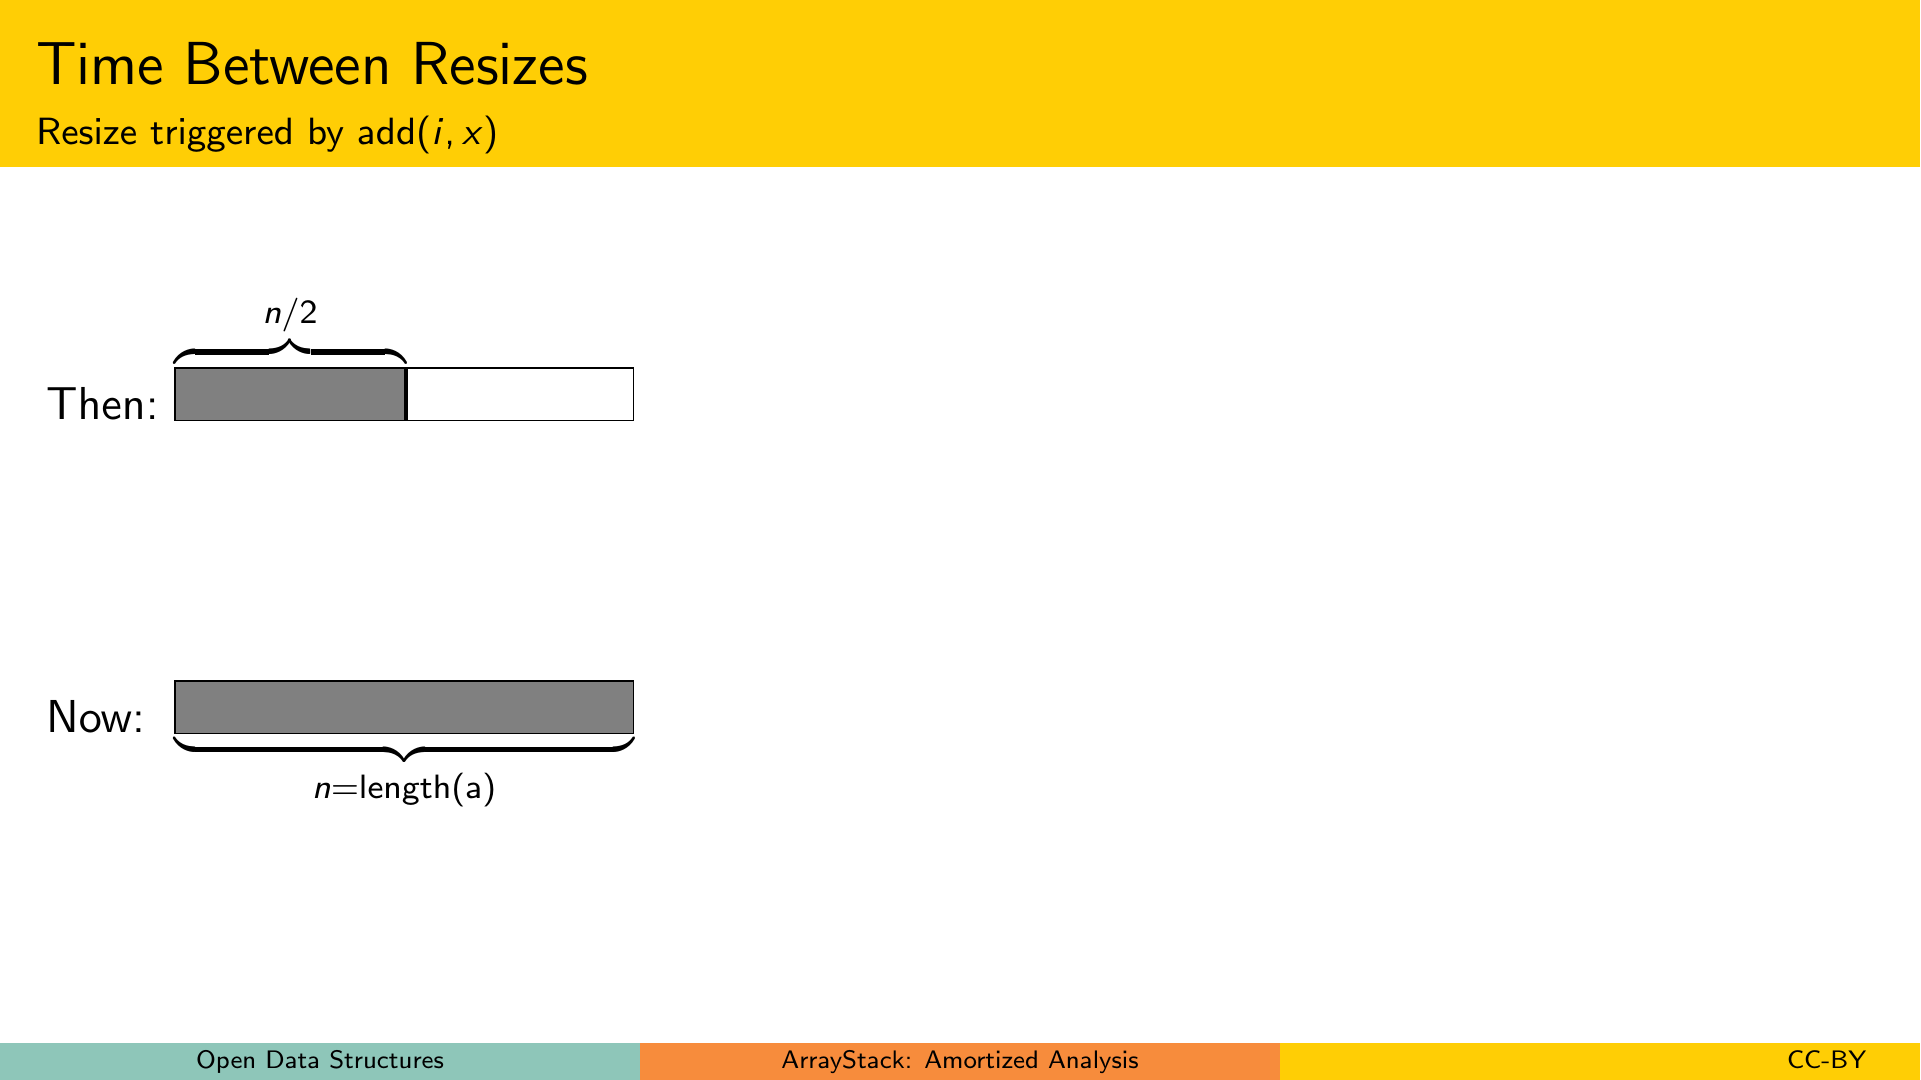 Time Between Resizes
Resize triggered by add(i, x)
n/2
Then:
Now:
n=length(a)
Open Data Structures
ArrayStack: Amortized Analysis
CC-BY